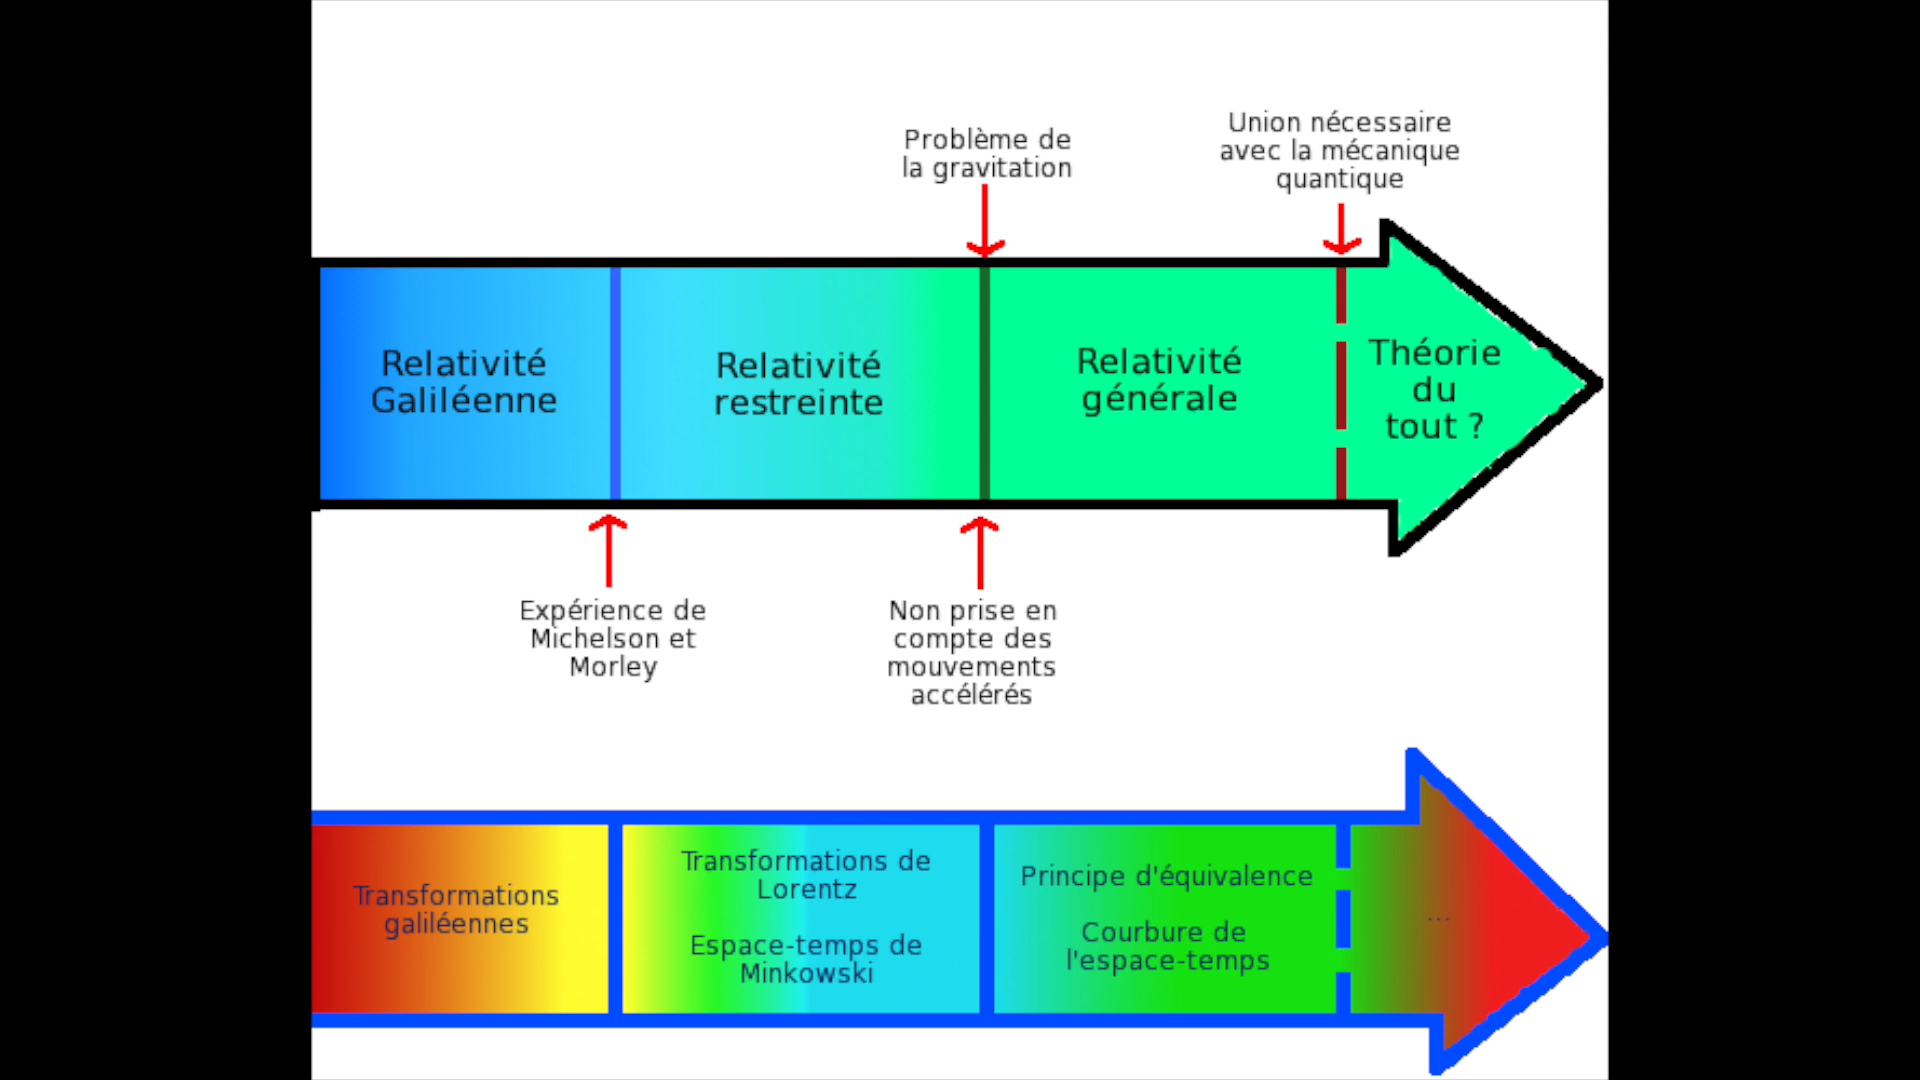 Problème de
la gravitation
Union nécessaire
avec la mécanique
quantique
Relativité
Galiléenne
Relativité
restreinte
Relativité
générale
Théorie
du
tout ?
Expérience de
Michelson et
Morley
Non prise en
compte des
mouvements
accélérés
Transformations
galiléennes
Transformations de
Lorentz
Espace-temps de
Minkowski
Principe d'équivalence
Courbure de
l'espace-temps
...